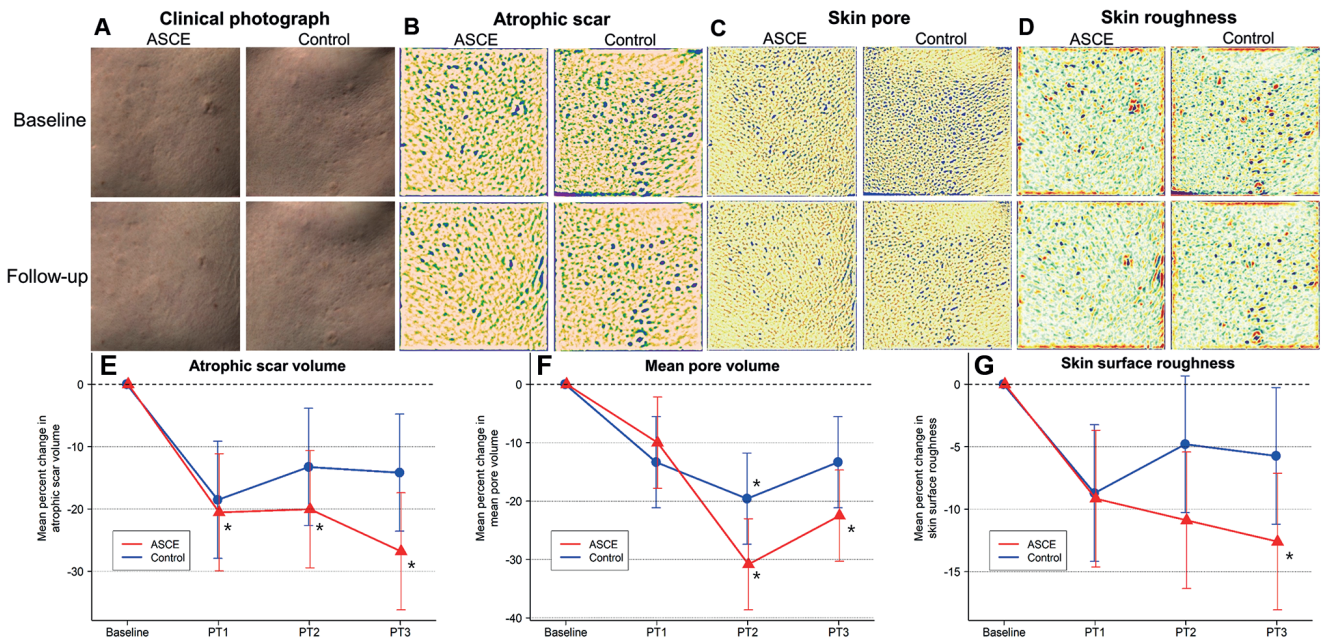 A
Clinical photograph
ASCE
Control
B
Atrophic scar
ASCE
Control
C
Skin pore
ASCE
Control
D
Skin roughness
ASCE
Control
Baseline
Follow-up
E
Atrophic scar volume
Mean percent change in
atrophic scar volume
0
-10
-20
-30
ASCE
Control
*
*
*
Baseline
PT1
PT2
PT3
F
Mean pore volume
Mean percent change in
mean pore volume
0
-10
-20
-30
-40
ASCE
Control
*
*
*
Baseline
PT1
PT2
PT3
G
Skin surface roughness
Mean percent change in
skin surface roughness
0
-5
-10
-15
ASCE
Control
*
Baseline
PT1
PT2
PT3